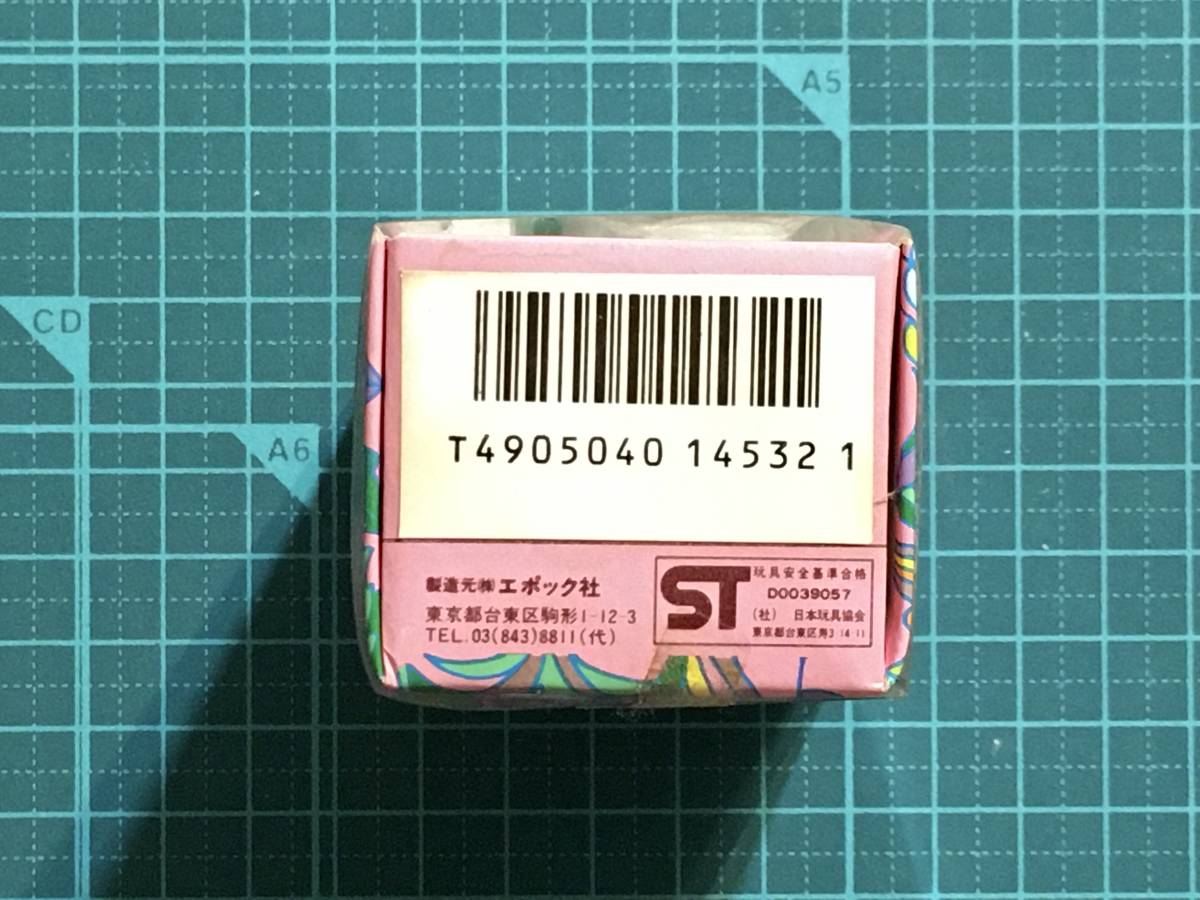 A5
CD
A6
T4905040 14532 1
製造元㈱エポック社
東京都台東区駒形1-12-3
TEL.03(843)8811(代)
ST
玩具安全基準合格
D0039057
(社) 日本玩具協会
東京都台東区寿3-14-11